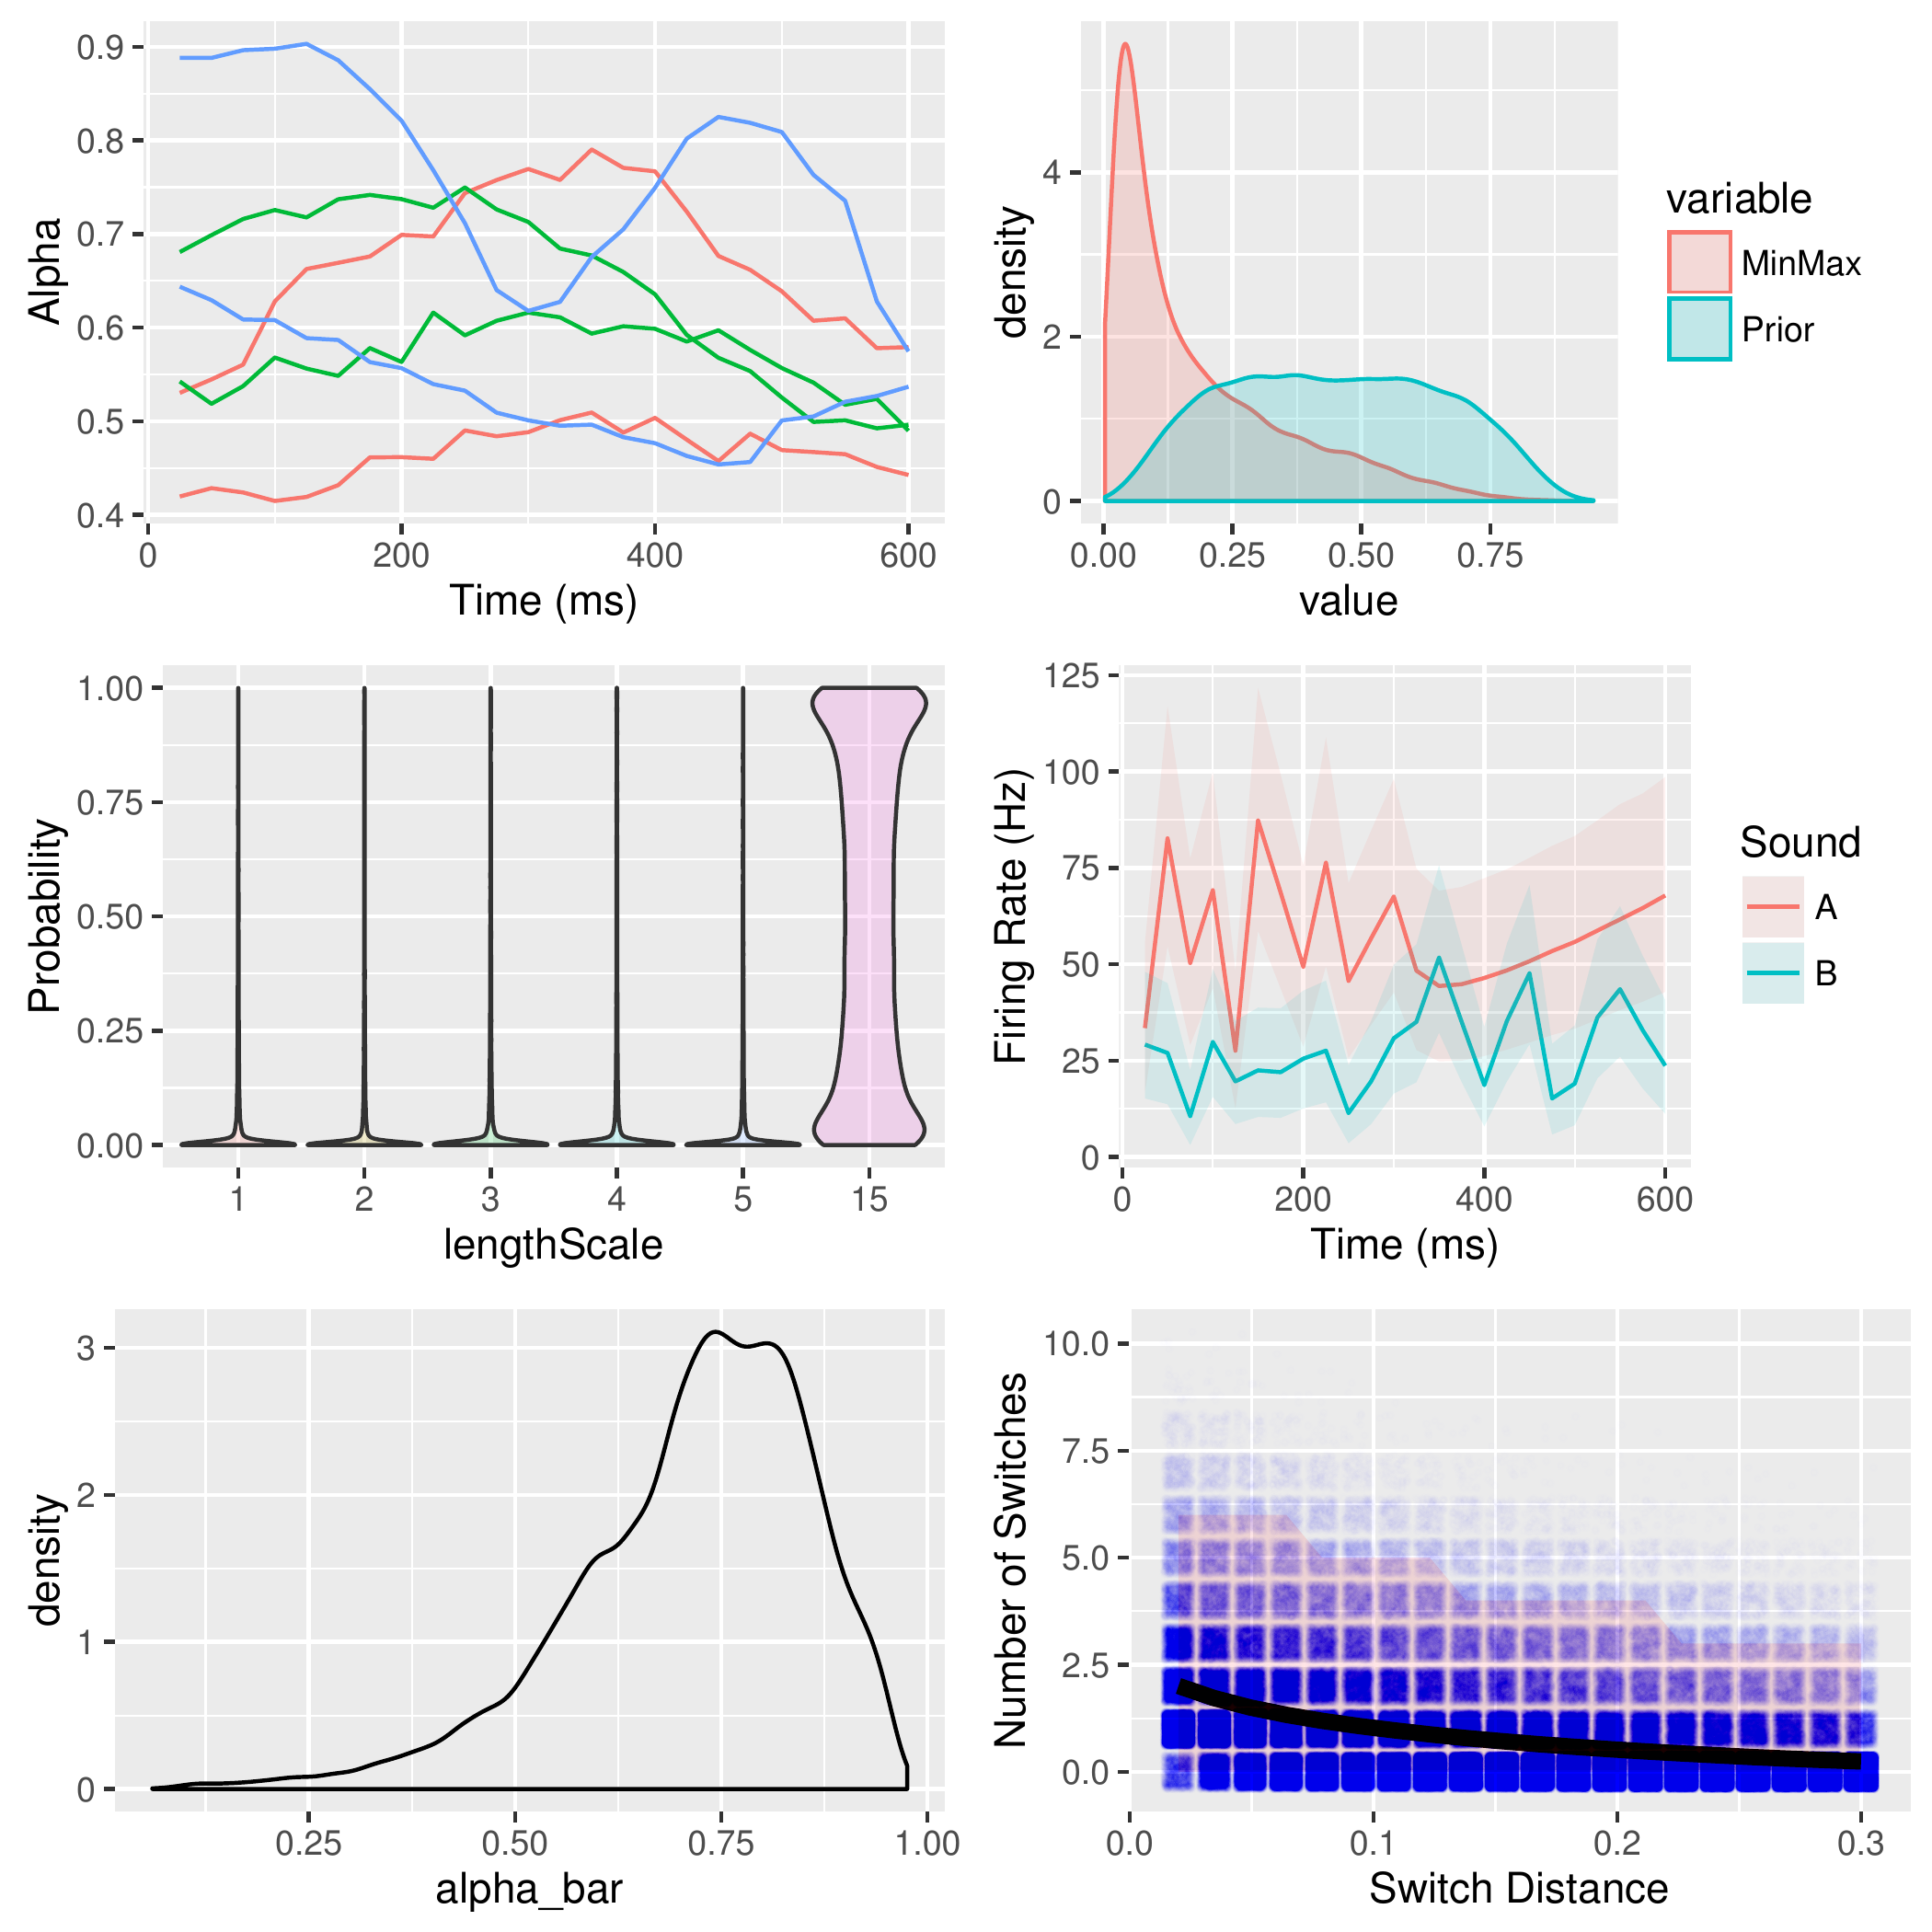 0.9
0.8
0.7
0.6
0.5
0.4
Alpha
0 200 400 600
Time (ms)
4
2
0
density
0.00 0.25 0.50 0.75
value
variable
MinMax
Prior
1.00
0.75
0.50
0.25
0.00
Probability
1 2 3 4 5 15
lengthScale
125
100
75
50
25
0
Firing Rate (Hz)
0 200 400 600
Time (ms)
Sound
A
B
3
2
1
0
density
0.25 0.50 0.75 1.00
alpha_bar
10.0
7.5
5.0
2.5
0.0
Number of Switches
0.0 0.1 0.2 0.3
Switch Distance